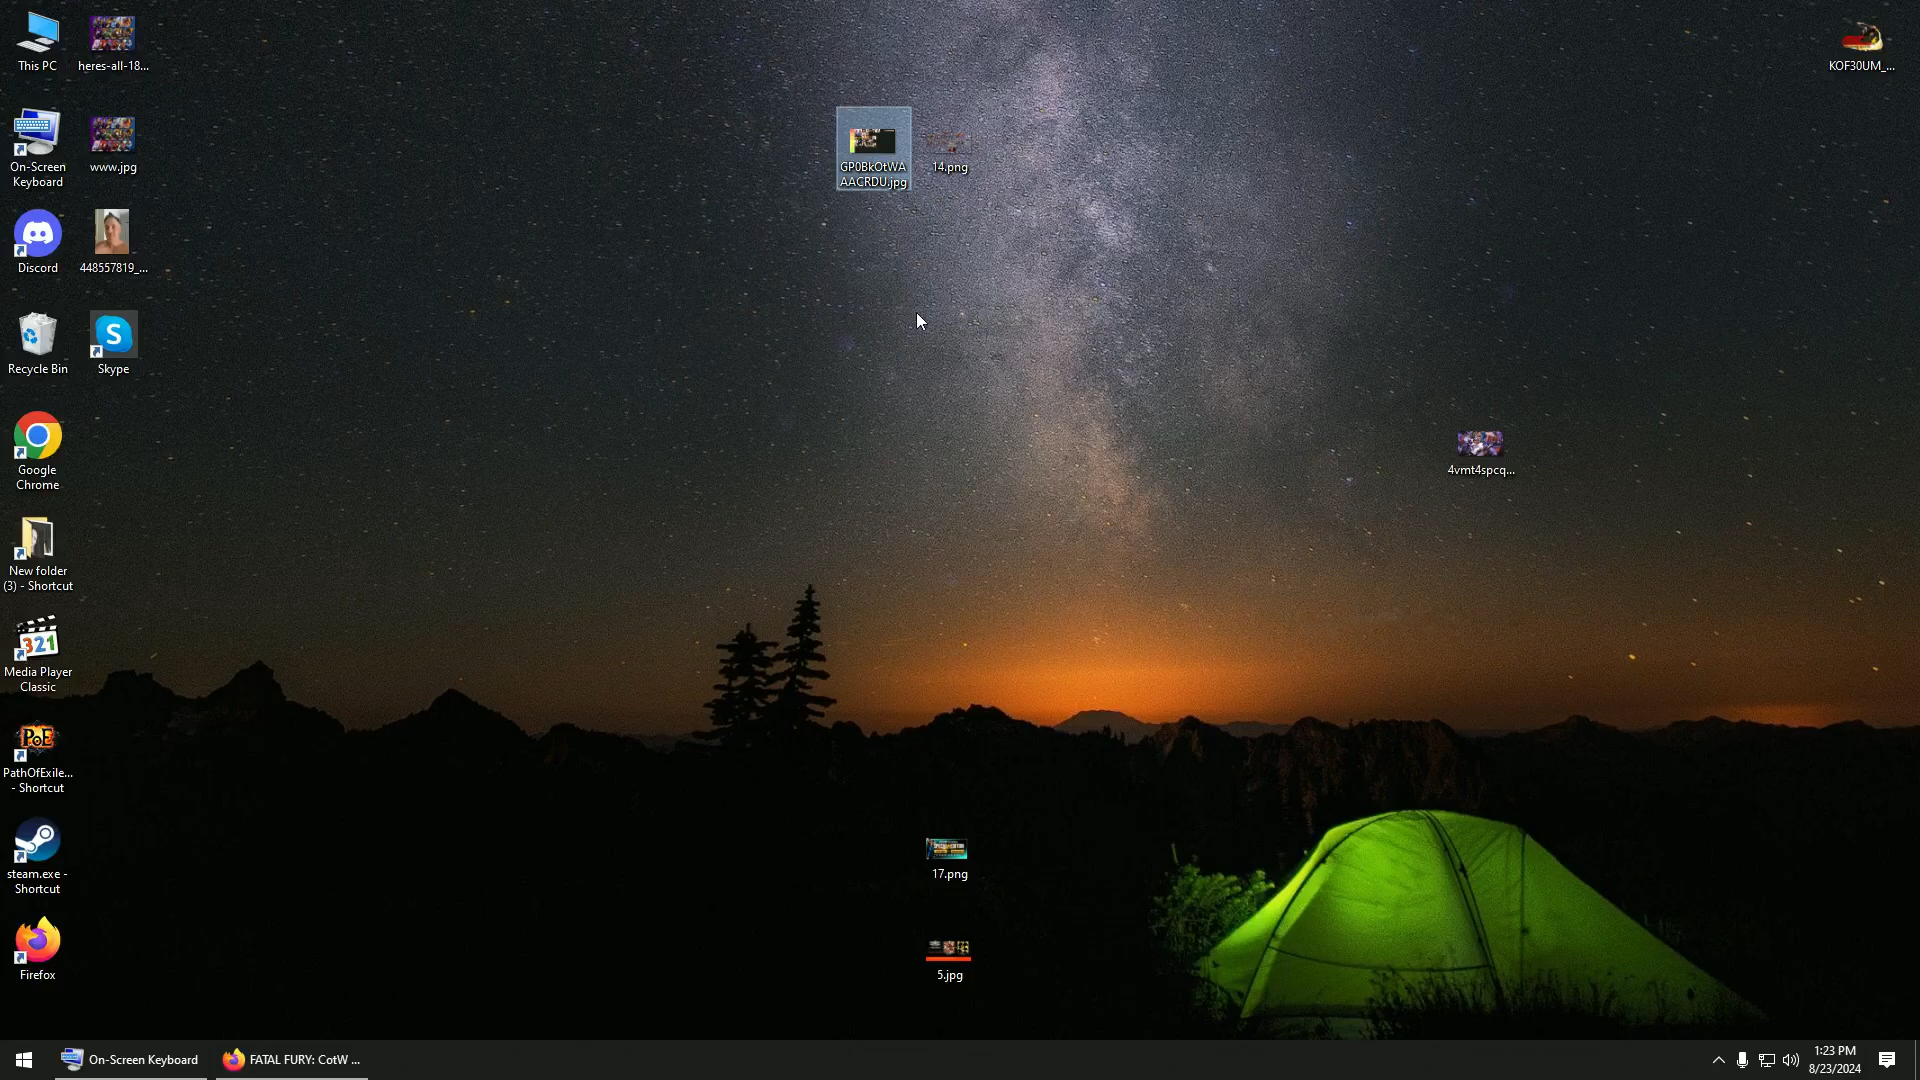 This PC
heres-all-18...
KOF30UM_...
On-Screen
Keyboard
www.jpg
GP0BkOtWA
AACRDU.jpg
14.png
Discord
448557819_...
Recycle Bin
S
Skype
Google
Chrome
4vmt4spcq...
New folder
(3) - Shortcut
321
Media Player
Classic
PoE
PathOfExile...
- Shortcut
steam.exe -
Shortcut
17.png
Firefox
5.jpg
On-Screen Keyboard
FATAL FURY: CotW ...
1:23 PM
8/23/2024